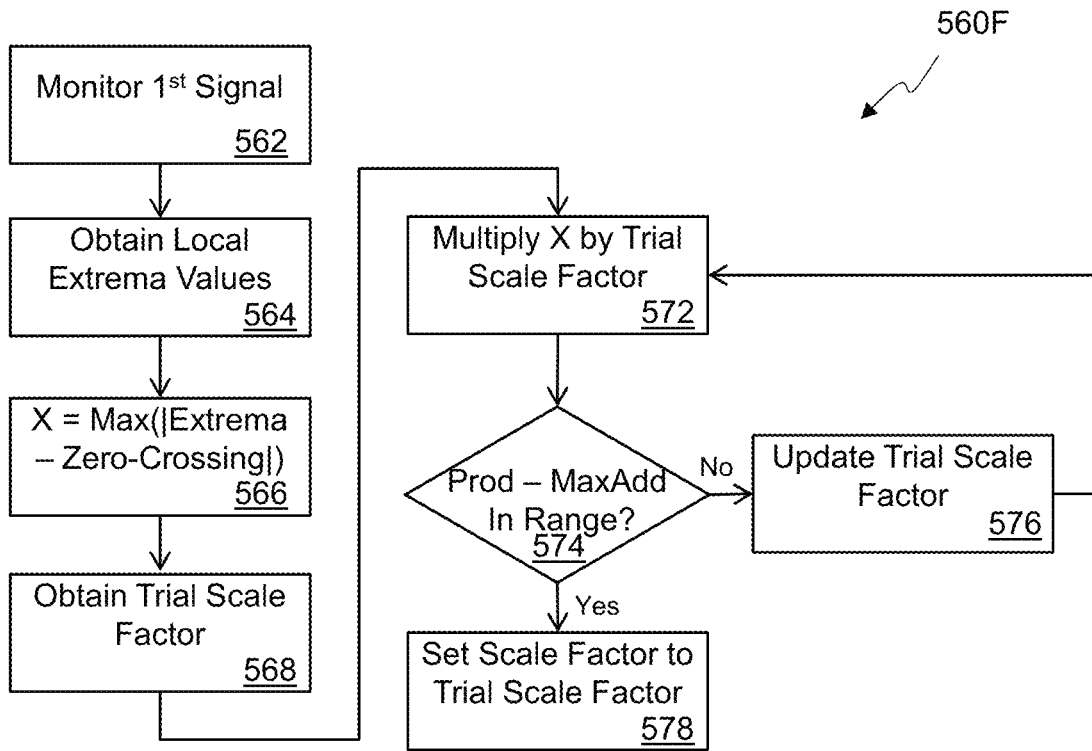 560F
Monitor 1st Signal
562
Obtain Local
Extrema Values
564
X = Max(|Extrema
– Zero-Crossing|)
566
Obtain Trial Scale
Factor
568
Multiply X by Trial
Scale Factor
572
Prod – MaxAdd
In Range?
574
No
Update Trial Scale
Factor
576
Yes
Set Scale Factor to
Trial Scale Factor
578